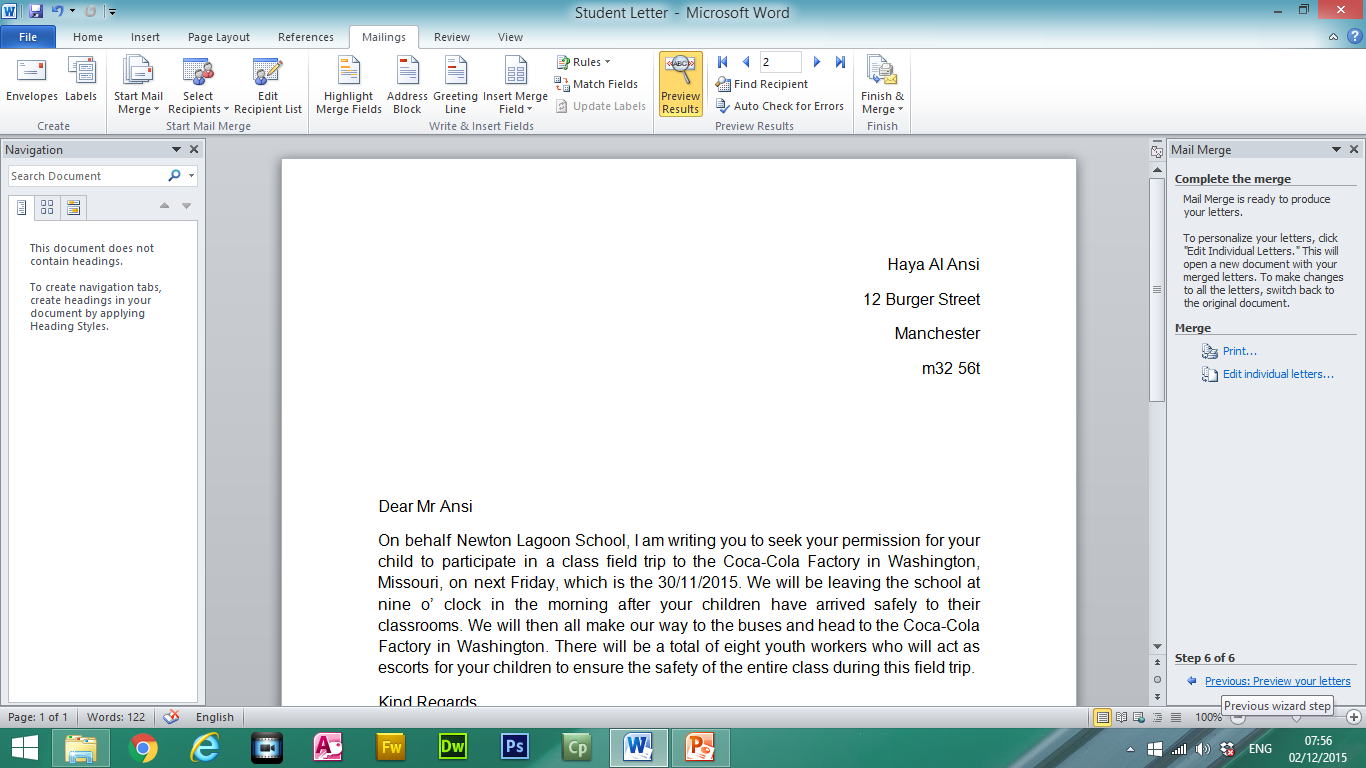 Student Letter - Microsoft Word
File Home Insert Page Layout References Mailings Review View
Envelopes Labels
Create
Start Mail Merge
Select Recipients
Edit Recipient List
Start Mail Merge
Highlight Merge Fields
Address Block
Greeting Line
Insert Merge Field
Rules
Match Fields
Update Labels
Write & Insert Fields
ABC
Preview Results
2
Find Recipient
Auto Check for Errors
Preview Results
Finish & Merge
Finish
Navigation
Search Document
This document does not
contain headings.
To create navigation tabs,
create headings in your
document by applying
Heading Styles.
Haya Al Ansi
12 Burger Street
Manchester
m32 56t
Dear Mr Ansi
On behalf Newton Lagoon School, I am writing you to seek your permission for your
child to participate in a class field trip to the Coca-Cola Factory in Washington,
Missouri, on next Friday, which is the 30/11/2015. We will be leaving the school at
nine o’ clock in the morning after your children have arrived safely to their
classrooms. We will then all make our way to the buses and head to the Coca-Cola
Factory in Washington. There will be a total of eight youth workers who will act as
escorts for your children to ensure the safety of the entire class during this field trip.
Kind Regards
Mail Merge
Complete the merge
Mail Merge is ready to produce
your letters.
To personalize your letters, click
"Edit Individual Letters." This will
open a new document with your
merged letters. To make changes
to all the letters, switch back to
the original document.
Merge
Print...
Edit individual letters...
Step 6 of 6
Previous: Preview your letters
Previous wizard step
Page: 1 of 1 Words: 122 English 100%
A Fw Dw Ps Cp W P
ENG
07:56
02/12/2015